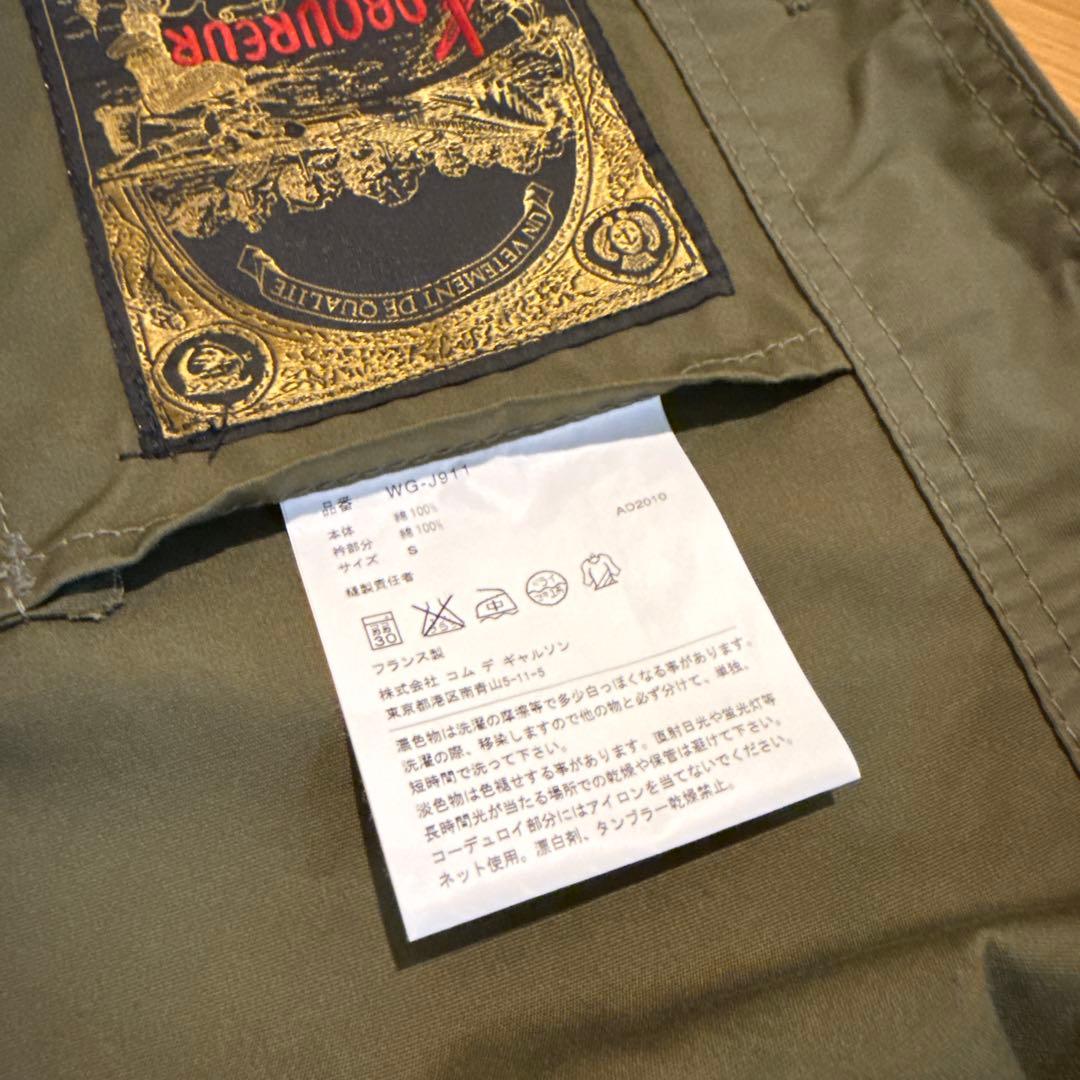 LABOUREUR
UN VETEMENT DE QUALITE
品番 WG-J911
本体 綿100%
衿部分 綿100%
サイズ S
AD2010
縫製責任者
30
中
ドライ
フランス製
株式会社 コム デ ギャルソン
東京都港区南青山5-11-5
濃色物は洗濯の摩擦等で多少白っぽくなる事があります。
洗濯の際、移染しますので他の物と必ず分けて、単独、
短時間で洗って下さい。
淡色物は色褪せする事があります。直射日光や蛍光灯等
長時間光が当たる場所での乾燥や保管は避けて下さい。
コーデュロイ部分にはアイロンを当てないでください。
ネット使用。漂白剤、タンブラー乾燥禁止。